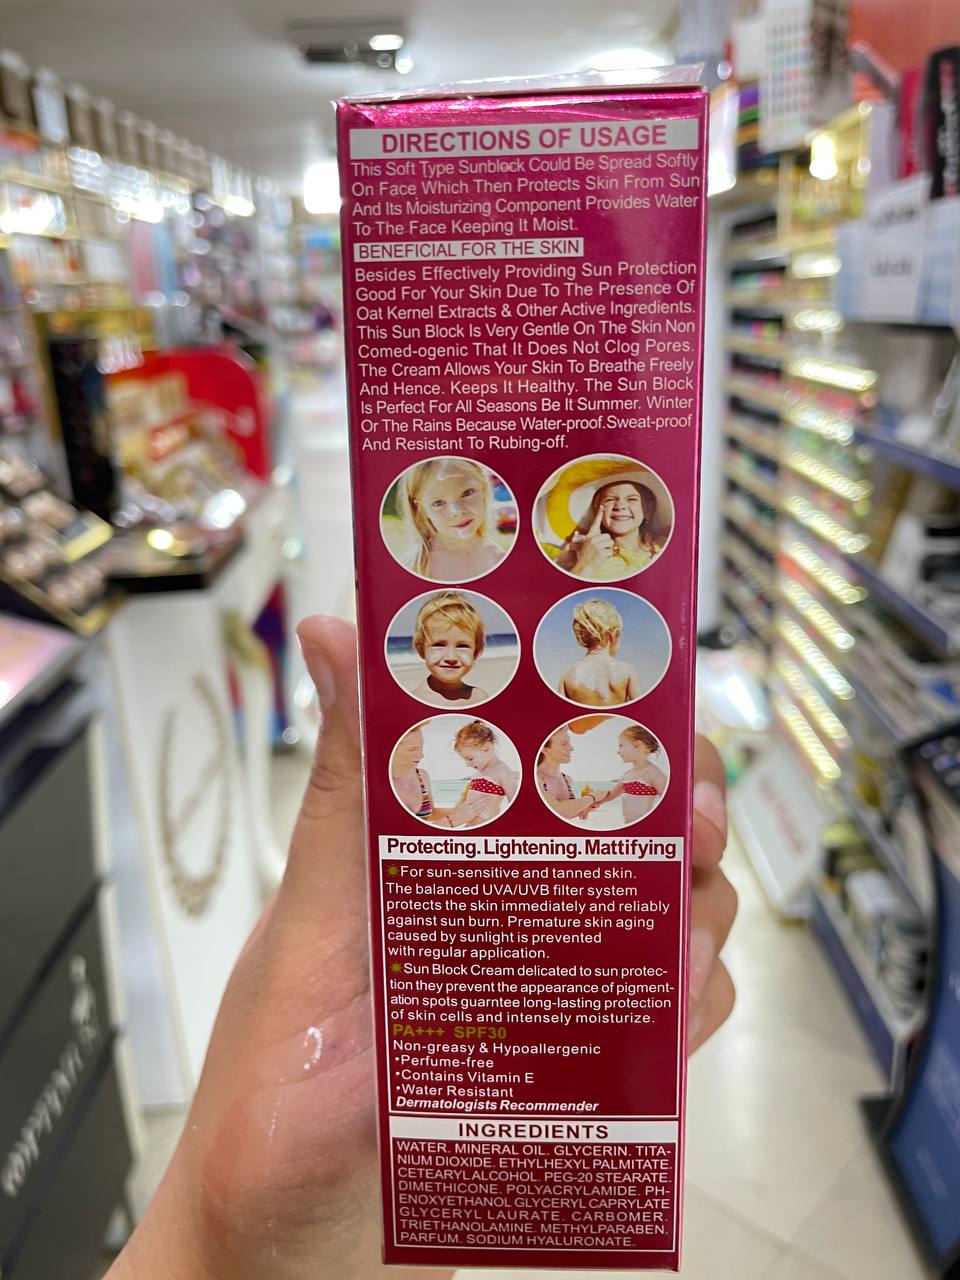 DIRECTIONS OF USAGE
This Soft Type Sunblock Could Be Spread Softly
On Face Which Then Protects Skin From Sun
And Its Moisturizing Component Provides Water
To The Face Keeping It Moist.
BENEFICIAL FOR THE SKIN
Besides Effectively Providing Sun Protection
Good For Your Skin Due To The Presence Of
Oat Kernel Extracts & Other Active Ingredients.
This Sun Block Is Very Gentle On The Skin Non
Comed-ogenic That It Does Not Clog Pores.
The Cream Allows Your Skin To Breathe Freely
And Hence. Keeps It Healthy. The Sun Block
Is Perfect For All Seasons Be It Summer. Winter
Or The Rains Because Water-proof.Sweat-proof
And Resistant To Rubing-off.
Protecting. Lightening. Mattifying
For sun-sensitive and tanned skin.
The balanced UVA/UVB filter system
protects the skin immediately and reliably
against sun burn. Premature skin aging
caused by sunlight is prevented
with regular application.
Sun Block Cream delicated to sun protec-
tion they prevent the appearance of pigment-
ation spots guarntee long-lasting protection
of skin cells and intensely moisturize.
PA+++ SPF30
Non-greasy & Hypoallergenic
•Perfume-free
•Contains Vitamin E
•Water Resistant
Dermatologists Recommender
INGREDIENTS
WATER. MINERAL OIL. GLYCERIN. TITA-
NIUM DIOXIDE. ETHYLHEXYL PALMITATE.
CETEARYL ALCOHOL. PEG-20 STEARATE.
DIMETHICONE. POLYACRYLAMIDE. PH-
ENOXYETHANOL GLYCERYL CAPRYLATE
GLYCERYL LAURATE. CARBOMER.
TRIETHANOLAMINE. METHYLPARABEN.
PARFUM. SODIUM HYALURONATE.